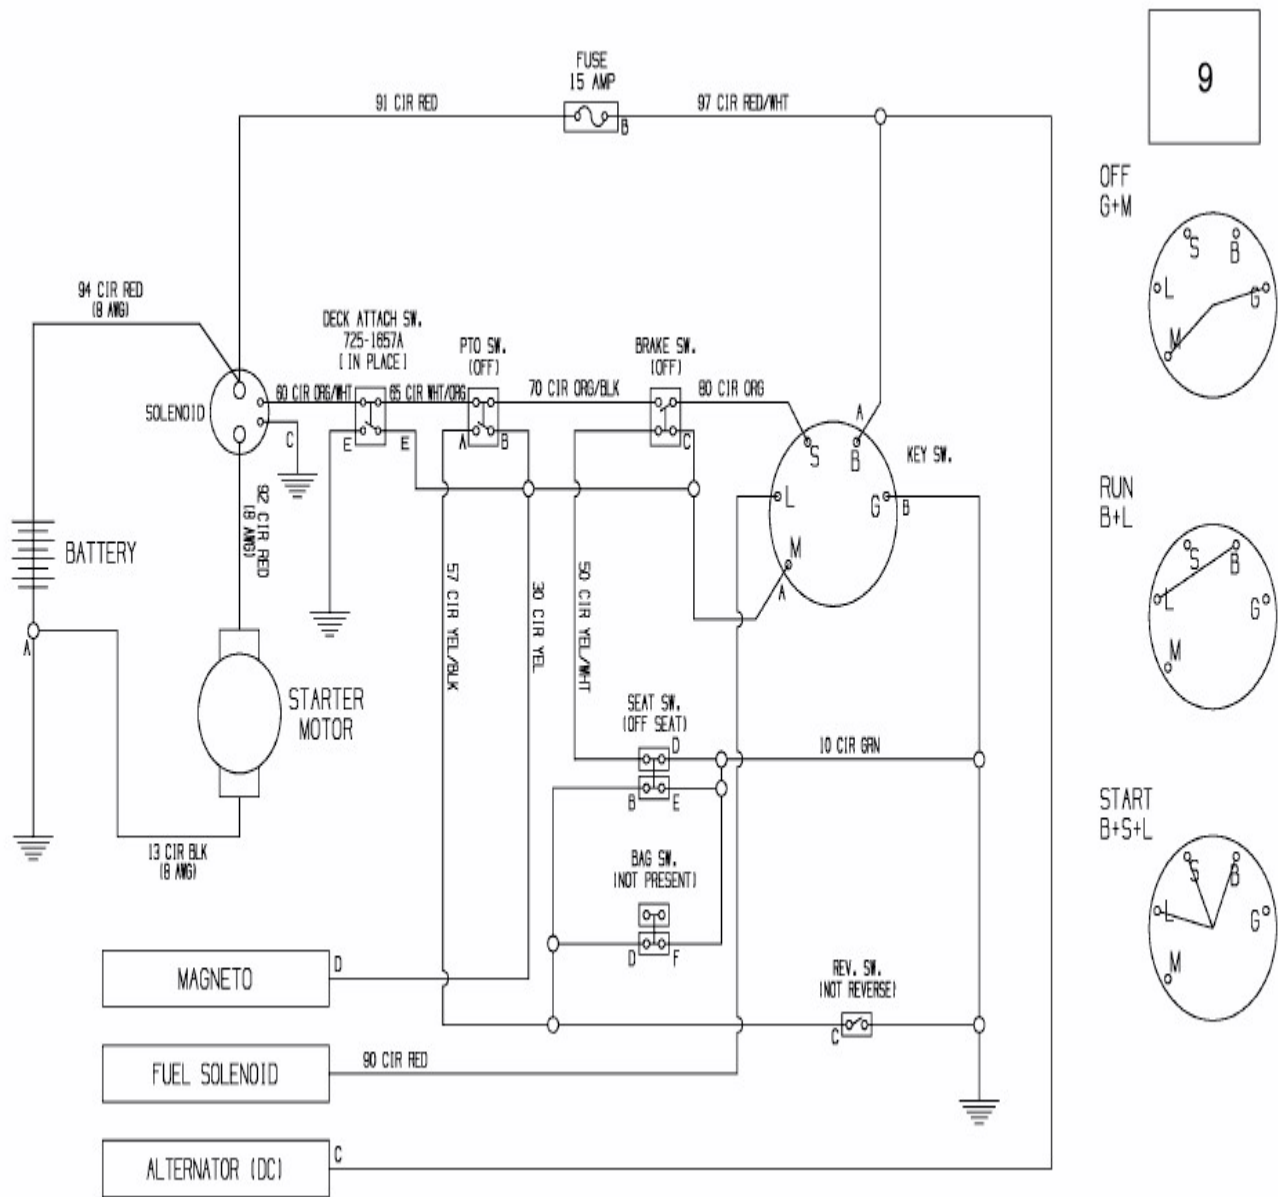 FUSE
15 AMP
91 CIR RED
97 CIR RED/WHT
B
9
OFF
G+M
S
B
L
G
M
94 CIR RED
(8 AWG)
DECK ATTACH SW.
725-1657A
[IN PLACE]
PTO SW.
(OFF)
BRAKE SW.
(OFF)
60 CIR ORG/WHT
65 CIR WHT/ORG
70 CIR ORG/BLK
80 CIR ORG
SOLENOID
C
E
E
A
B
C
A
S
B
KEY SW.
L
G
B
M
A
RUN
B+L
S
B
L
G
M
92 CIR RED
(8 AWG)
BATTERY
A
57 CIR YEL/BLK
30 CIR YEL
50 CIR YEL/WHT
STARTER
MOTOR
SEAT SW.
(OFF SEAT)
D
10 CIR GRN
B
E
START
B+S+L
S
B
L
G
M
13 CIR BLK
(8 AWG)
BAG SW.
(NOT PRESENT)
D
F
MAGNETO
D
REV. SW.
(NOT REVERSE)
C
FUEL SOLENOID
90 CIR RED
ALTERNATOR (DC)
C